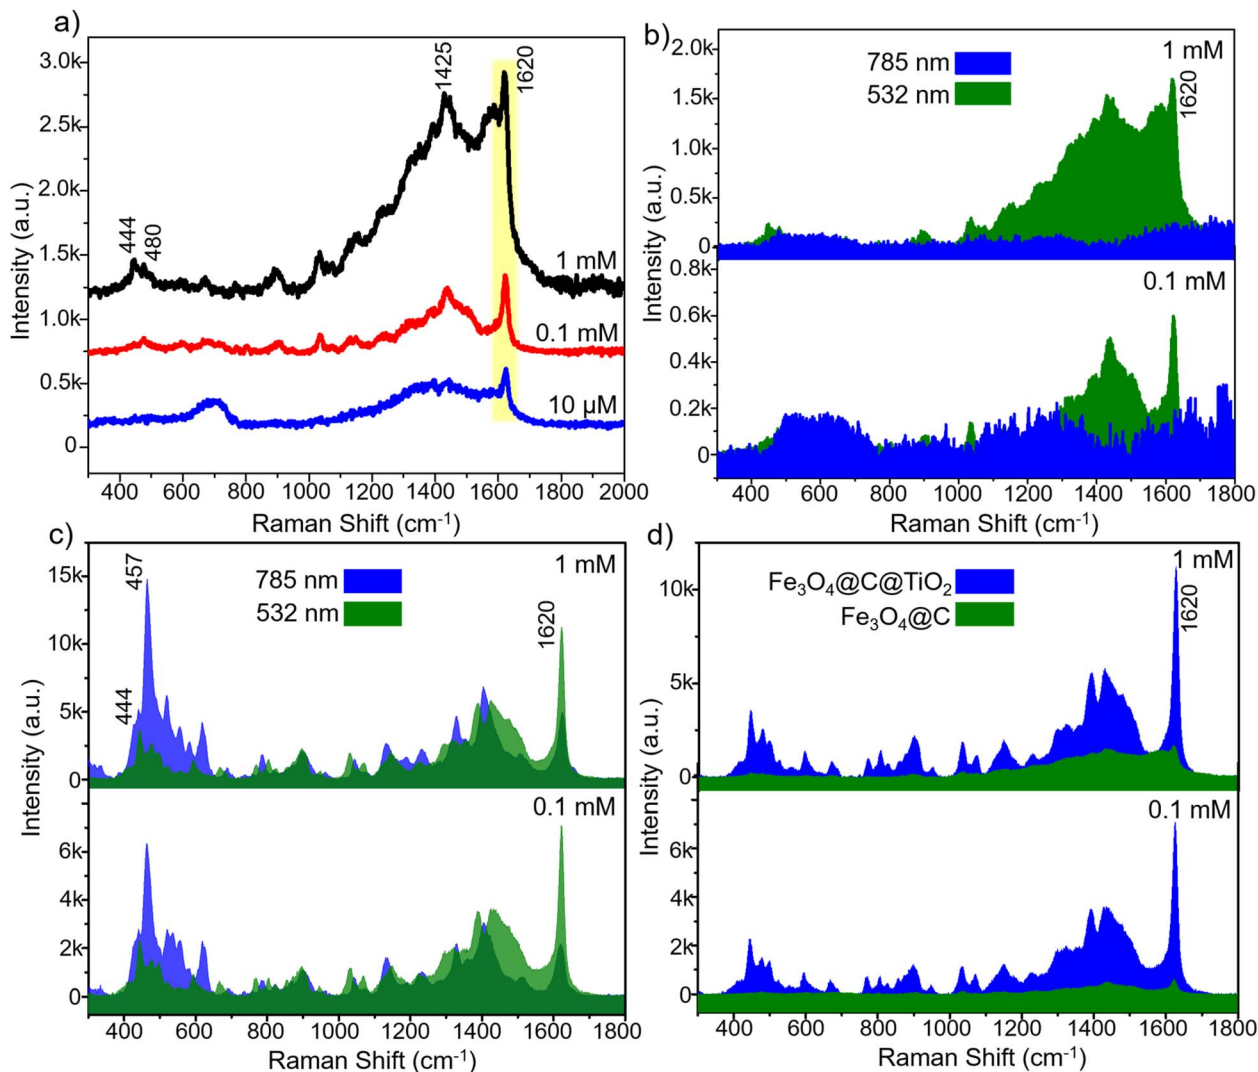 a)
3.0k
2.5k
2.0k
1.5k
1.0k
0.5k
0
Intensity (a.u.)
444
480
1425
1620
1 mM
0.1 mM
10 µM
400 600 800 1000 1200 1400 1600 1800 2000
Raman Shift (cm⁻¹)
b)
2.0k
1.5k
1.0k
0.5k
0
0.8k
0.6k
0.4k
0.2k
0
Intensity (a.u.)
785 nm
532 nm
1 mM
1620
0.1 mM
400 600 800 1000 1200 1400 1600 1800
Raman Shift (cm⁻¹)
c)
15k
10k
5k
0
6k
4k
2k
0
Intensity (a.u.)
457
444
785 nm
532 nm
1 mM
1620
0.1 mM
400 600 800 1000 1200 1400 1600 1800
Raman Shift (cm⁻¹)
d)
10k
5k
0
6k
4k
2k
0
Intensity (a.u.)
Fe₃O₄@C@TiO₂
Fe₃O₄@C
1 mM
1620
0.1 mM
400 600 800 1000 1200 1400 1600 1800
Raman Shift (cm⁻¹)